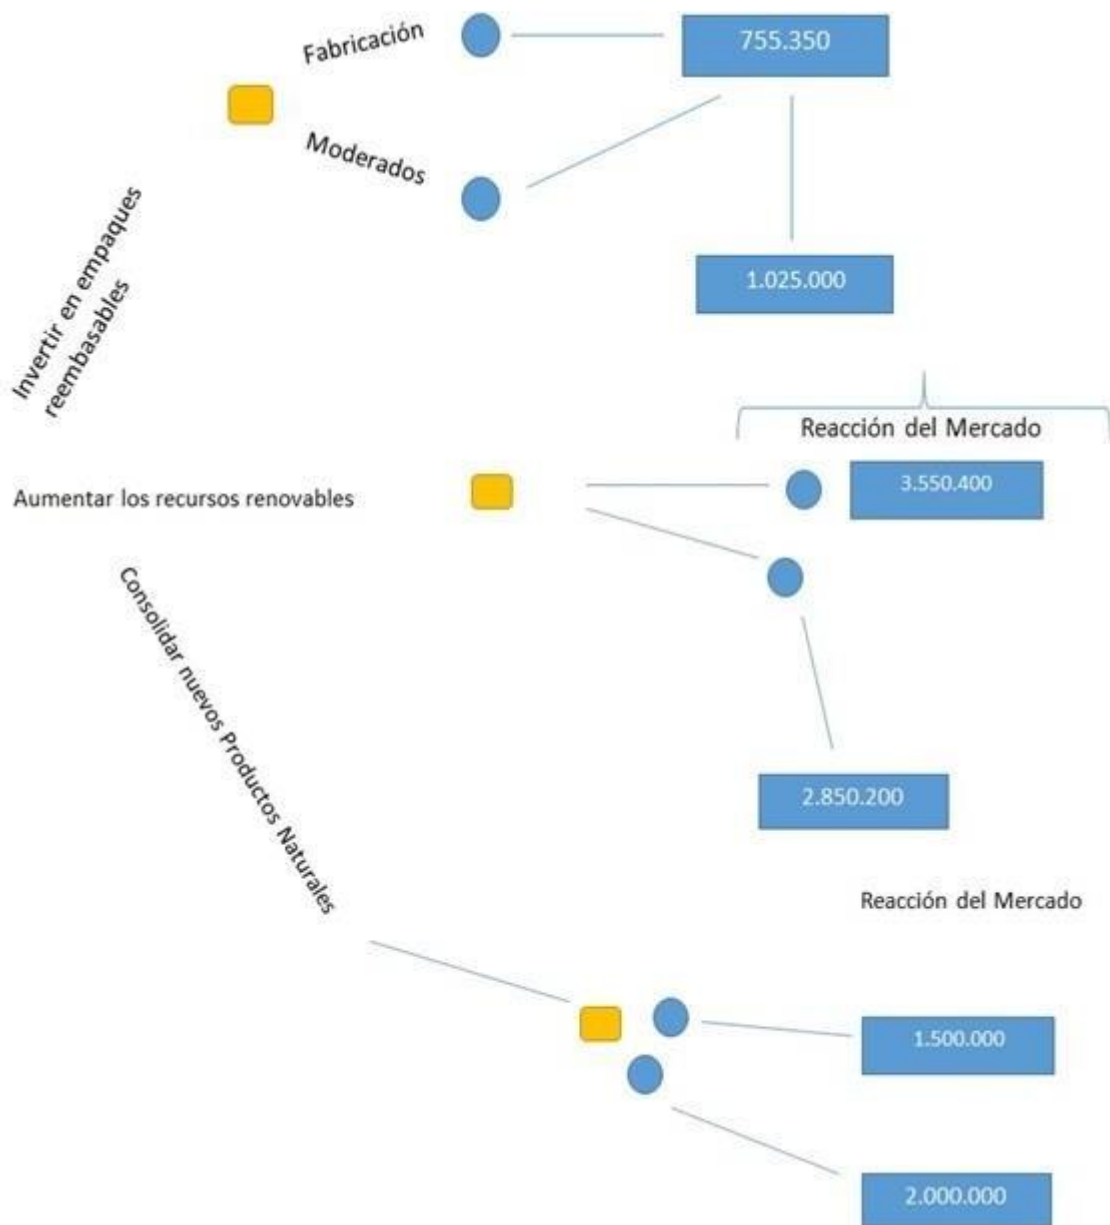 Fabricación
755.350
Moderados
Invertir en empaques
reembasables
1.025.000
Reacción del Mercado
Aumentar los recursos renovables
3.550.400
Consolidar nuevos Productos Naturales
2.850.200
Reacción del Mercado
1.500.000
2.000.000